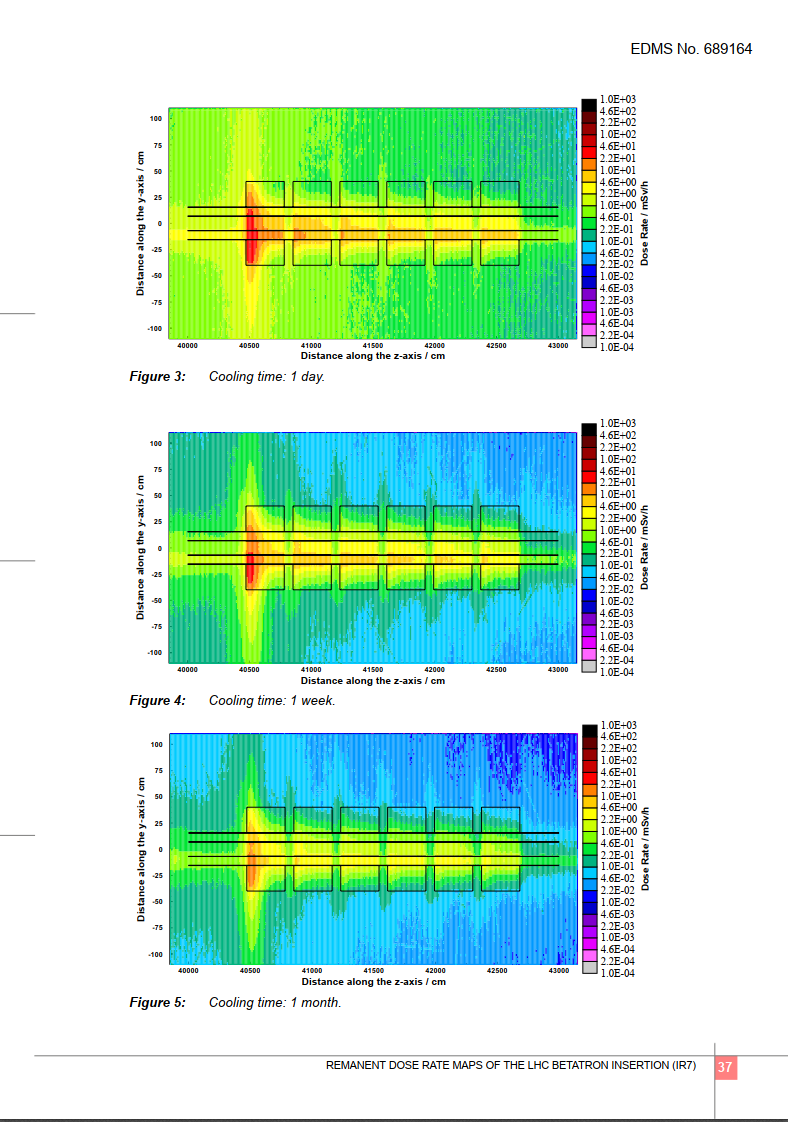 EDMS No. 689164
100
75
50
25
0
-25
-50
-75
-100
Distance along the y-axis / cm
40000 40500 41000 41500 42000 42500 43000
Distance along the z-axis / cm
1.0E+03
4.6E+02
2.2E+02
1.0E+02
4.6E+01
2.2E+01
1.0E+01
4.6E+00
2.2E+00
1.0E+00
4.6E-01
2.2E-01
1.0E-01
4.6E-02
2.2E-02
1.0E-02
4.6E-03
2.2E-03
1.0E-03
4.6E-04
2.2E-04
1.0E-04
Dose Rate / mSv/h
Figure 3: Cooling time: 1 day.
100
75
50
25
0
-25
-50
-75
-100
Distance along the y-axis / cm
40000 40500 41000 41500 42000 42500 43000
Distance along the z-axis / cm
1.0E+03
4.6E+02
2.2E+02
1.0E+02
4.6E+01
2.2E+01
1.0E+01
4.6E+00
2.2E+00
1.0E+00
4.6E-01
2.2E-01
1.0E-01
4.6E-02
2.2E-02
1.0E-02
4.6E-03
2.2E-03
1.0E-03
4.6E-04
2.2E-04
1.0E-04
Dose Rate / mSv/h
Figure 4: Cooling time: 1 week.
100
75
50
25
0
-25
-50
-75
-100
Distance along the y-axis / cm
40000 40500 41000 41500 42000 42500 43000
Distance along the z-axis / cm
1.0E+03
4.6E+02
2.2E+02
1.0E+02
4.6E+01
2.2E+01
1.0E+01
4.6E+00
2.2E+00
1.0E+00
4.6E-01
2.2E-01
1.0E-01
4.6E-02
2.2E-02
1.0E-02
4.6E-03
2.2E-03
1.0E-03
4.6E-04
2.2E-04
1.0E-04
Dose Rate / mSv/h
Figure 5: Cooling time: 1 month.
REMANENT DOSE RATE MAPS OF THE LHC BETATRON INSERTION (IR7) 37